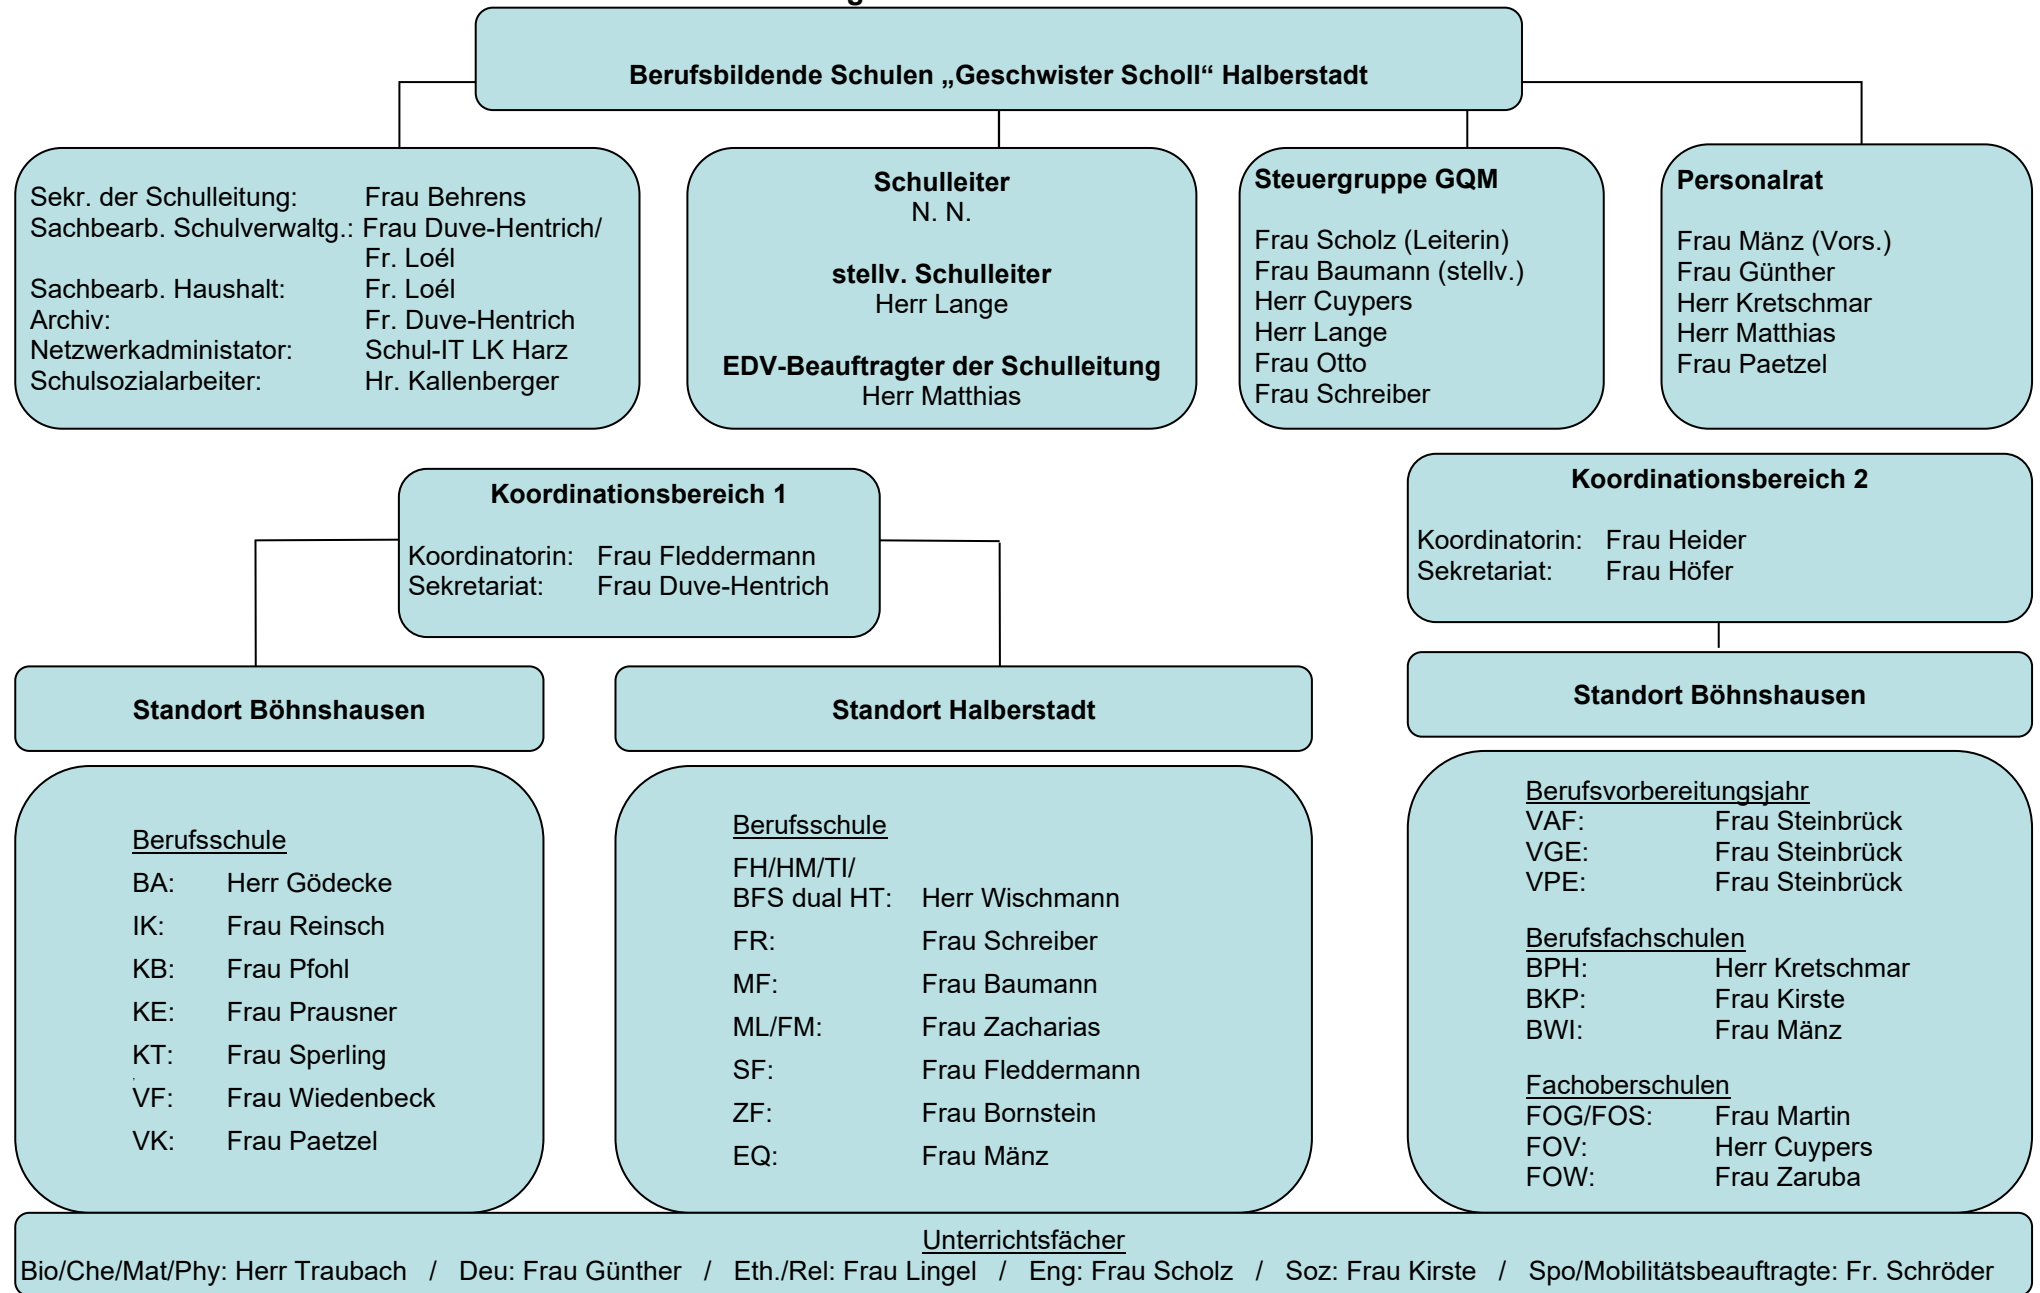 Berufsbildende Schulen „Geschwister Scholl“ Halberstadt
Sekr. der Schulleitung: Frau Behrens
Sachbearb. Schulverwaltg.: Frau Duve-Hentrich/
Fr. Loél
Sachbearb. Haushalt: Fr. Loél
Archiv: Fr. Duve-Hentrich
Netzwerkadministator: Schul-IT LK Harz
Schulsozialarbeiter: Hr. Kallenberger
Schulleiter
N. N.
stellv. Schulleiter
Herr Lange
EDV-Beauftragter der Schulleitung
Herr Matthias
Steuergruppe GQM
Frau Scholz (Leiterin)
Frau Baumann (stellv.)
Herr Cuypers
Herr Lange
Frau Otto
Frau Schreiber
Personalrat
Frau Mänz (Vors.)
Frau Günther
Herr Kretschmar
Herr Matthias
Frau Paetzel
Koordinationsbereich 1
Koordinatorin: Frau Fleddermann
Sekretariat: Frau Duve-Hentrich
Koordinationsbereich 2
Koordinatorin: Frau Heider
Sekretariat: Frau Höfer
Standort Böhnshausen
Berufsschule
BA: Herr Gödecke
IK: Frau Reinsch
KB: Frau Pfohl
KE: Frau Prausner
KT: Frau Sperling
VF: Frau Wiedenbeck
VK: Frau Paetzel
Standort Halberstadt
Berufsschule
FH/HM/TI/
BFS dual HT: Herr Wischmann
FR: Frau Schreiber
MF: Frau Baumann
ML/FM: Frau Zacharias
SF: Frau Fleddermann
ZF: Frau Bornstein
EQ: Frau Mänz
Standort Böhnshausen
Berufsvorbereitungsjahr
VAF: Frau Steinbrück
VGE: Frau Steinbrück
VPE: Frau Steinbrück
Berufsfachschulen
BPH: Herr Kretschmar
BKP: Frau Kirste
BWI: Frau Mänz
Fachoberschulen
FOG/FOS: Frau Martin
FOV: Herr Cuypers
FOW: Frau Zaruba
Unterrichtsfächer
Bio/Che/Mat/Phy: Herr Traubach / Deu: Frau Günther / Eth./Rel: Frau Lingel / Eng: Frau Scholz / Soz: Frau Kirste / Spo/Mobilitätsbeauftragte: Fr. Schröder